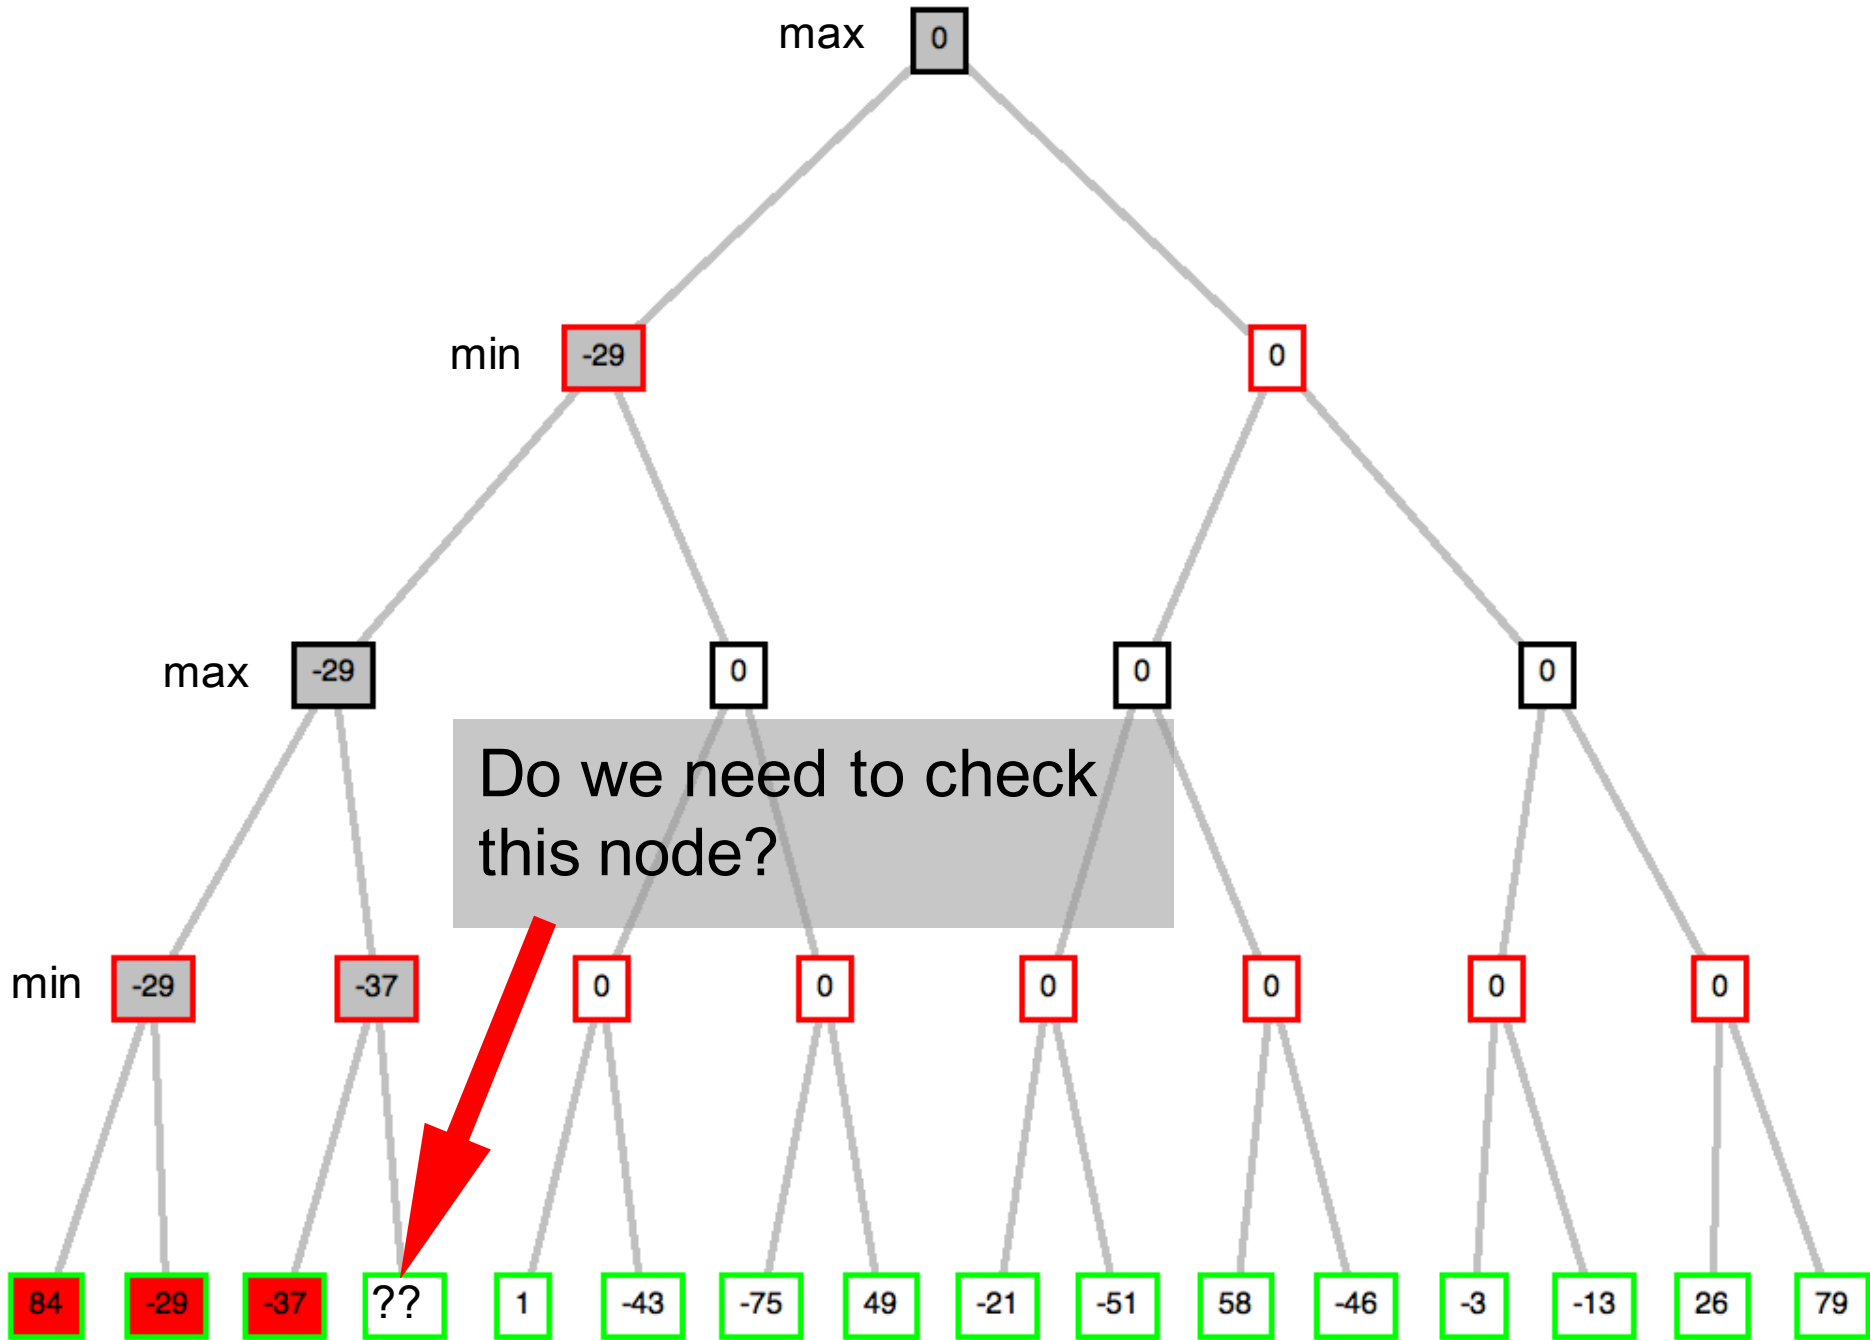 max 0
min -29 0
max -29 0 0 0
Do we need to check
this node?
min -29 -37 0 0 0 0 0 0
84 -29 -37 ?? 1 -43 -75 49 -21 -51 58 -46 -3 -13 26 79